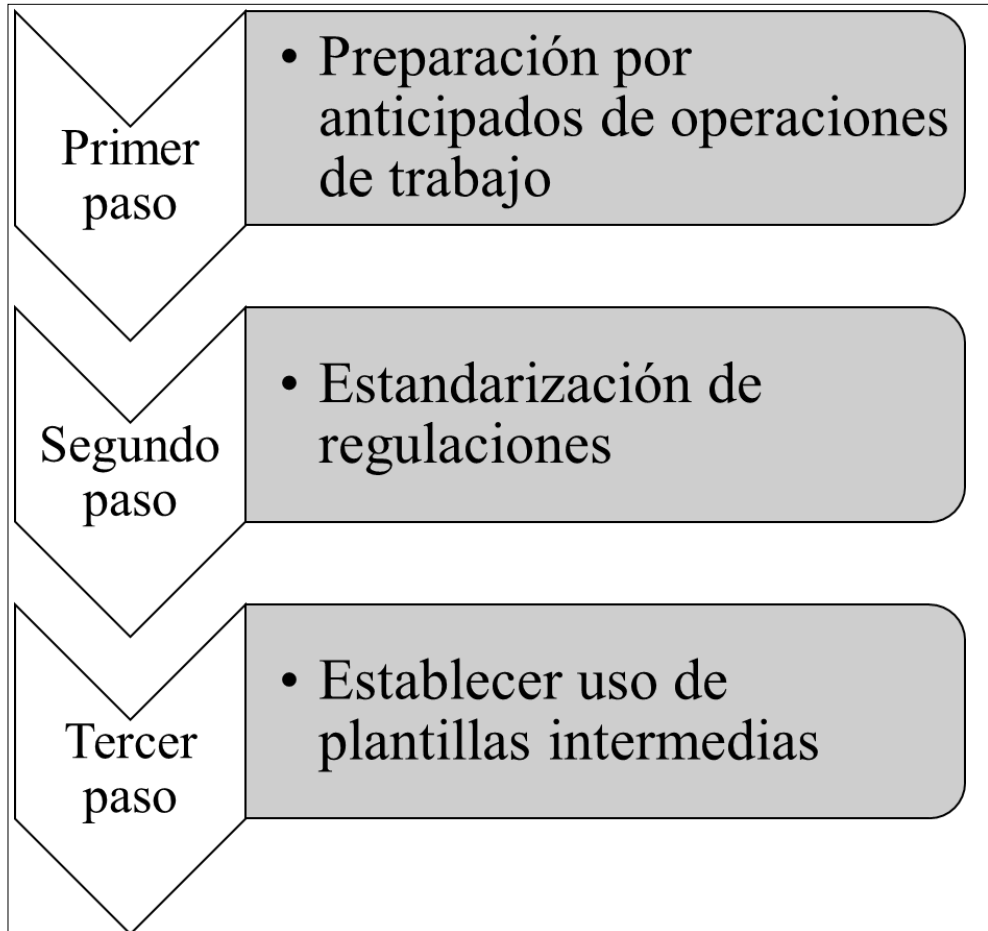 Primer
paso
• Preparación por
anticipados de operaciones
de trabajo
Segundo
paso
• Estandarización de
regulaciones
Tercer
paso
• Establecer uso de
plantillas intermedias